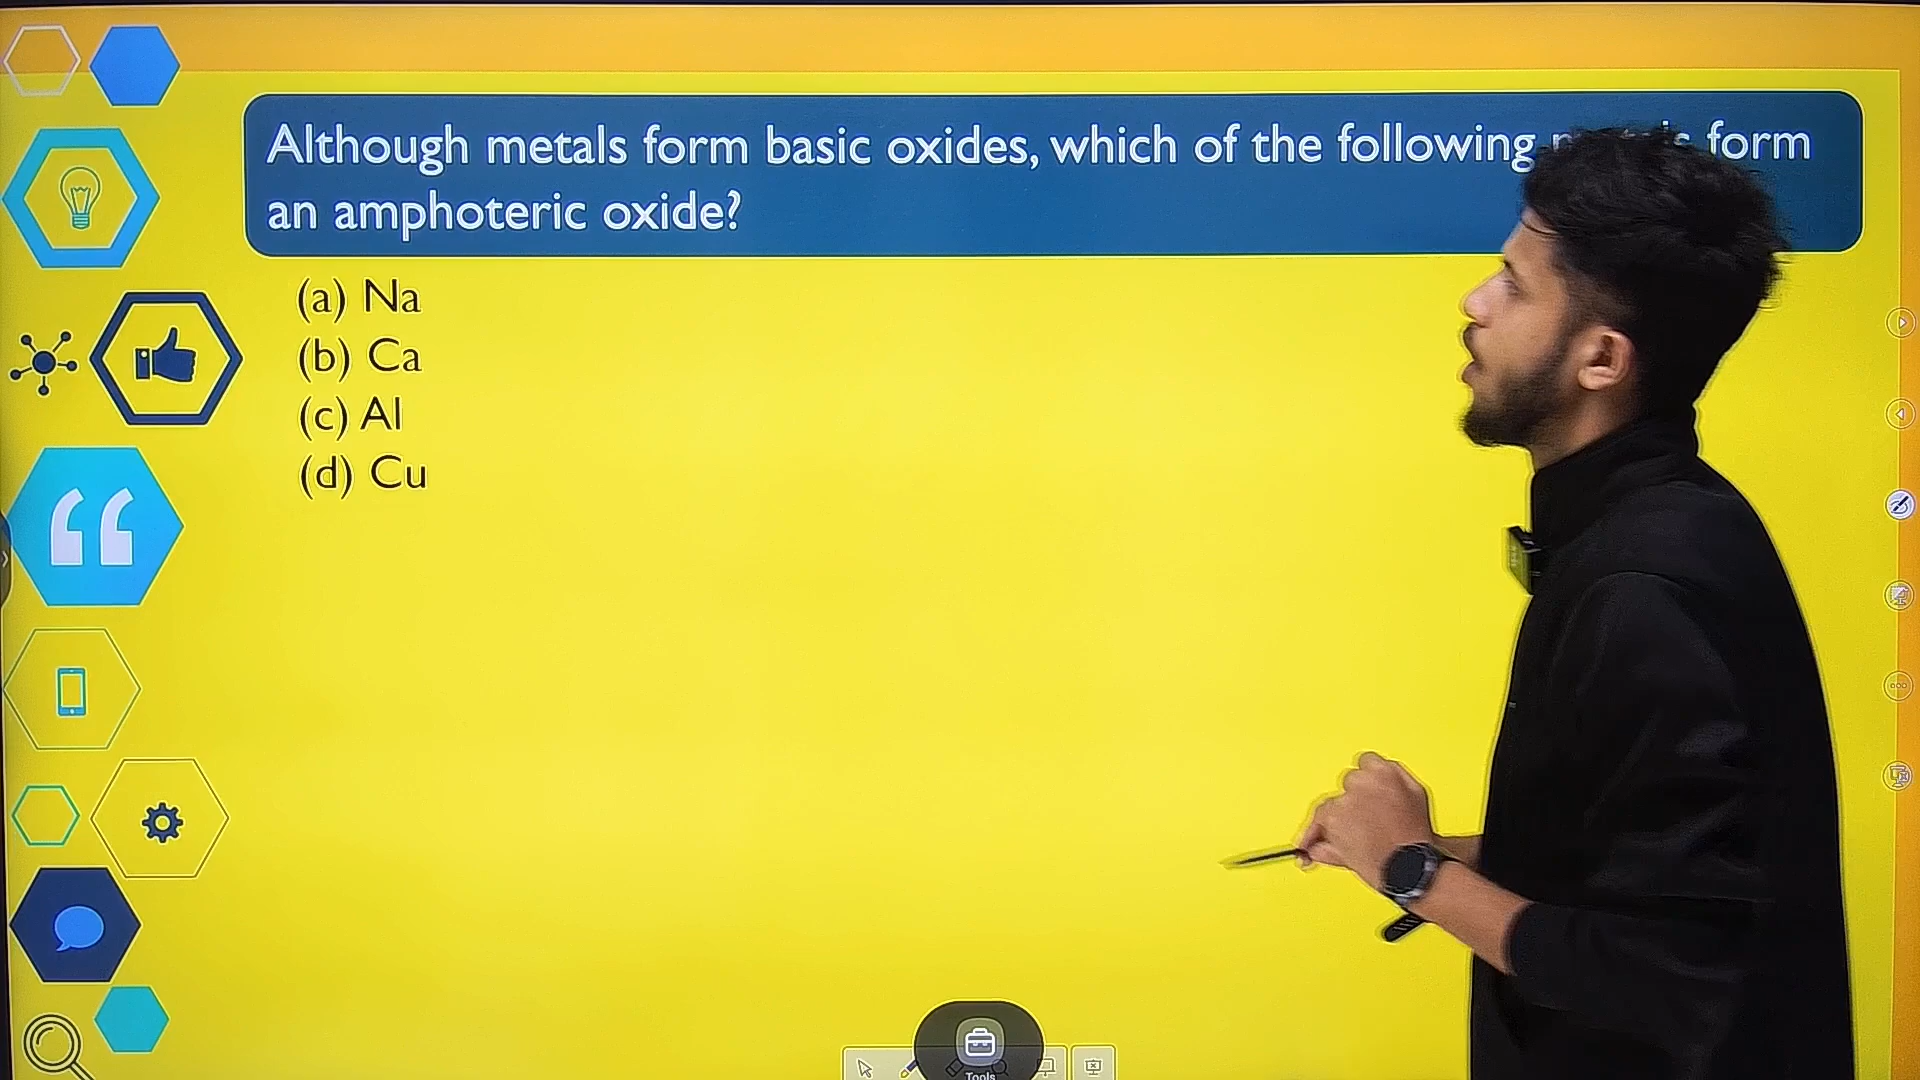 Although metals form basic oxides, which of the following form
an amphoteric oxide?
(a) Na
(b) Ca
(c) Al
(d) Cu
Tools